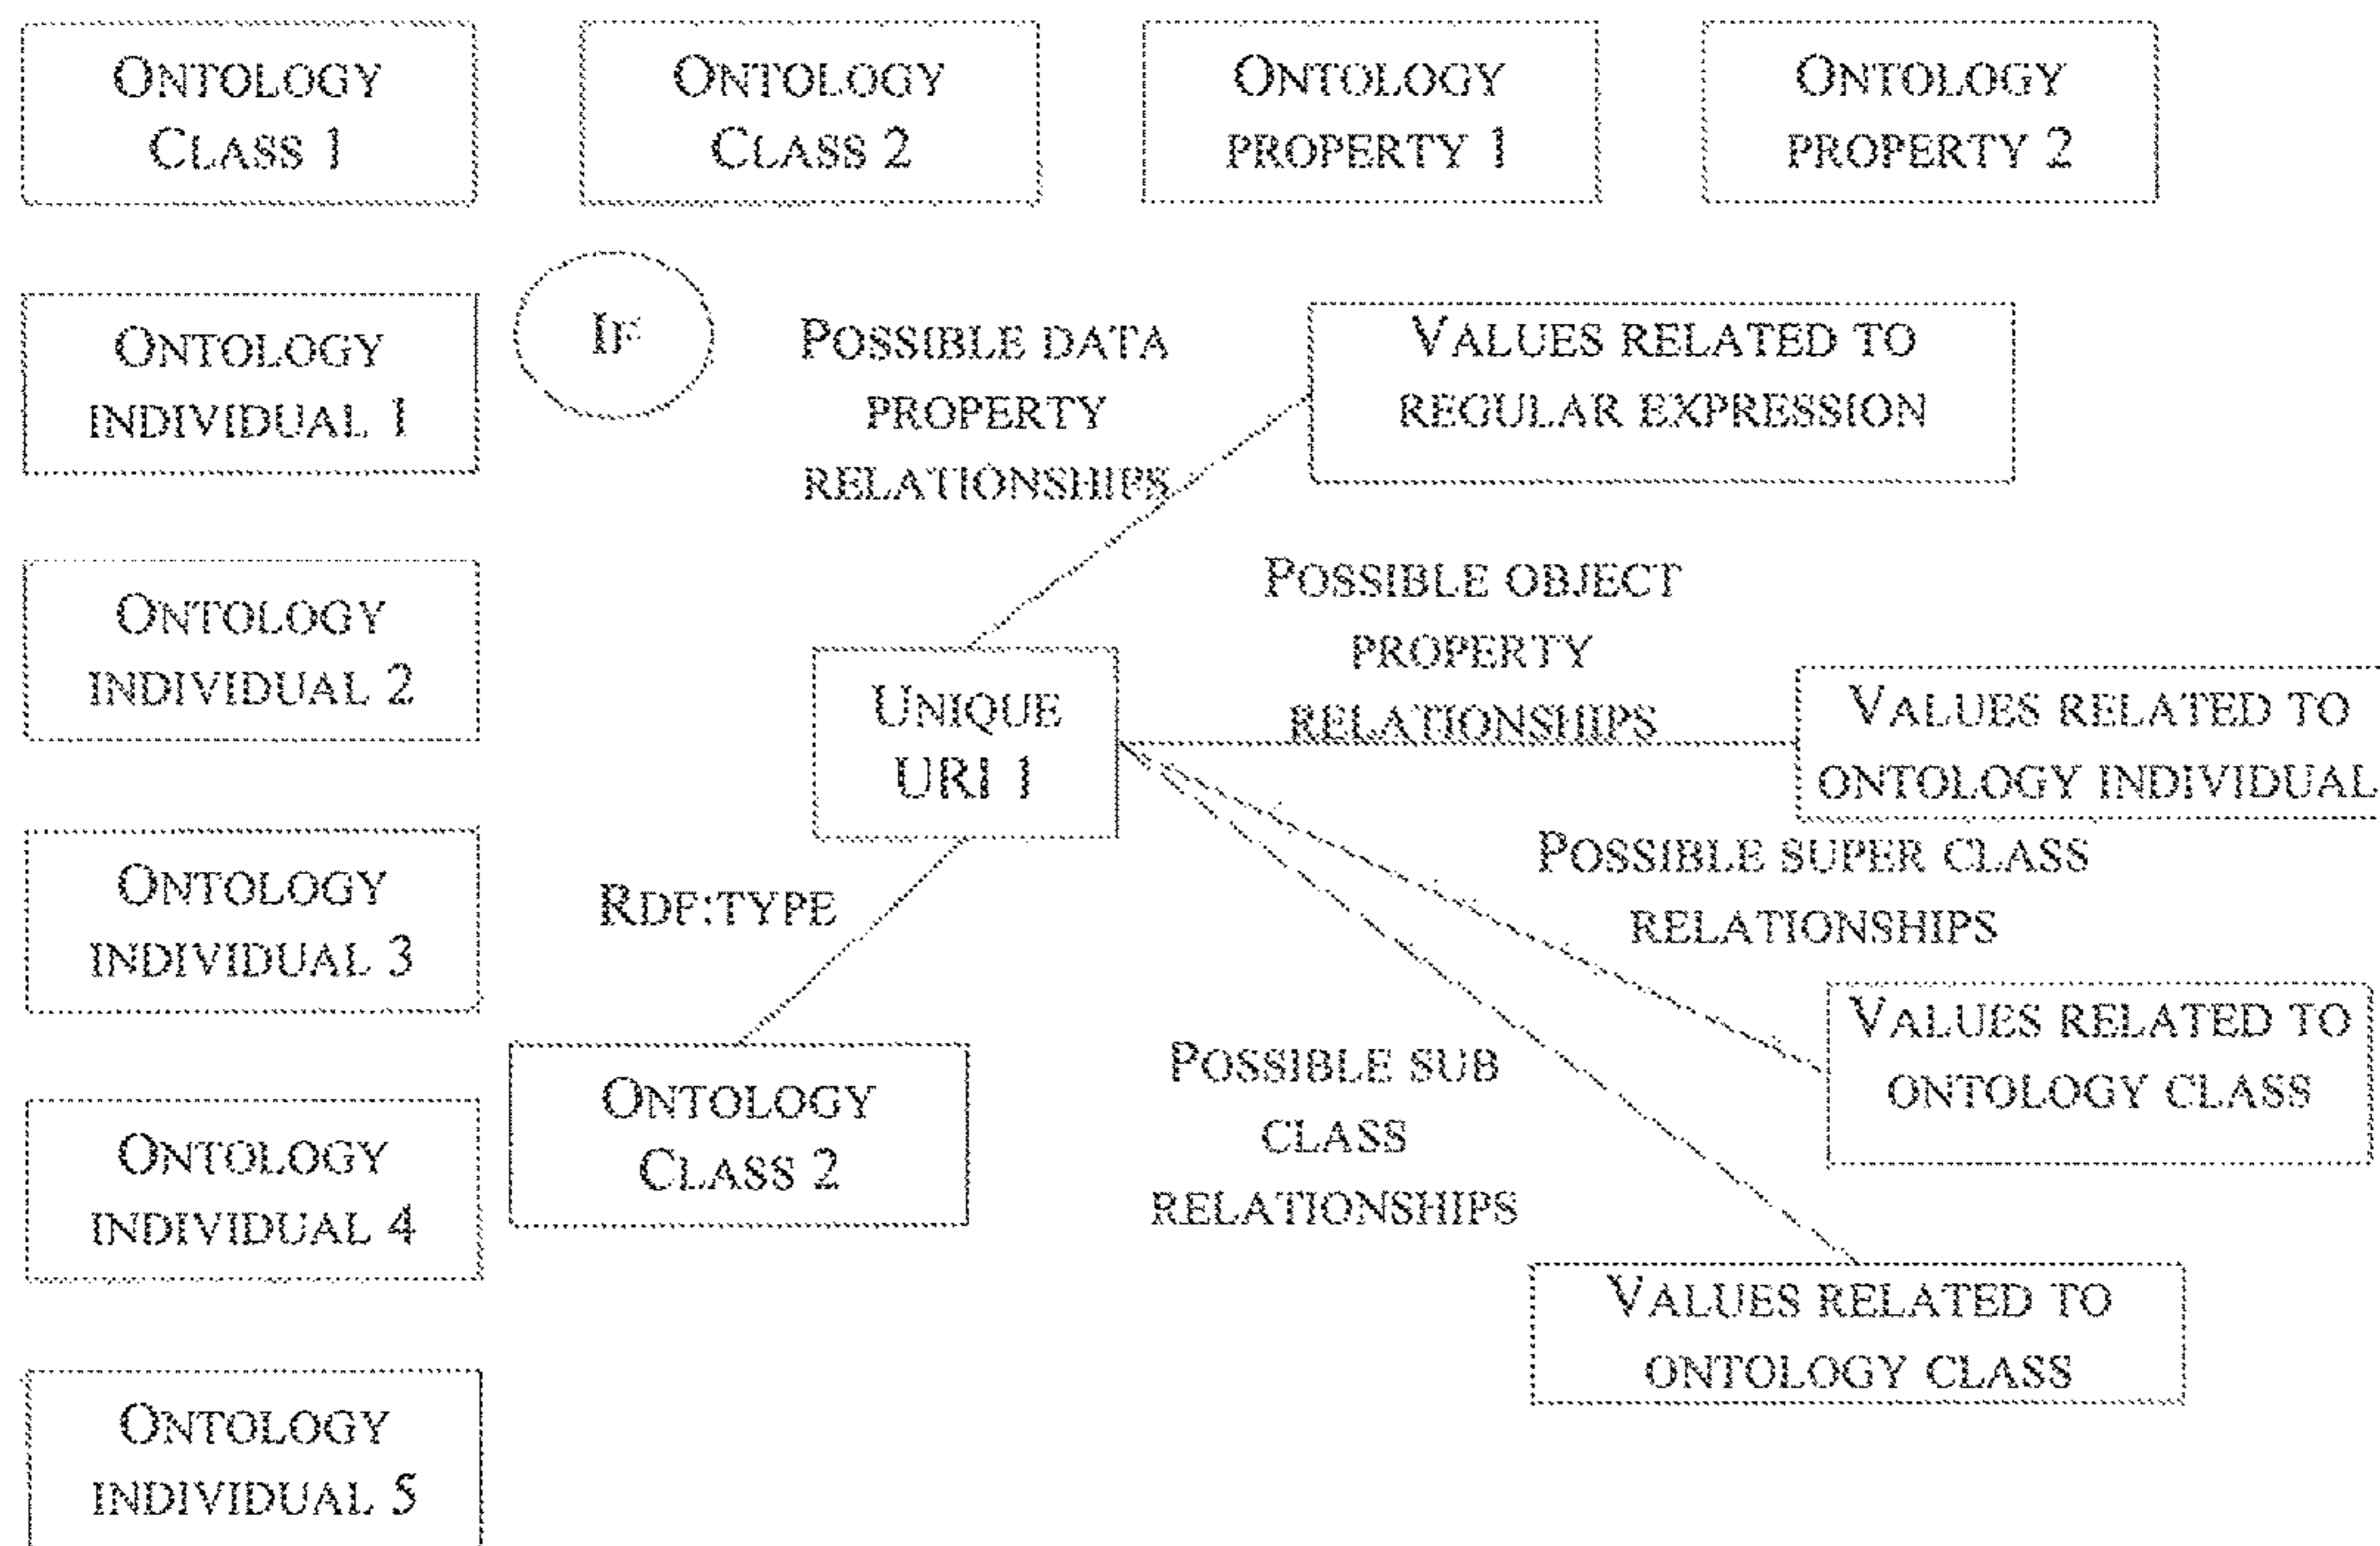 ONTOLOGY
CLASS 1
ONTOLOGY
CLASS 2
ONTOLOGY
PROPERTY 1
ONTOLOGY
PROPERTY 2
ONTOLOGY
INDIVIDUAL 1
IF
POSSIBLE DATA
PROPERTY
RELATIONSHIPS
VALUES RELATED TO
REGULAR EXPRESSION
ONTOLOGY
INDIVIDUAL 2
UNIQUE
URI 1
POSSIBLE OBJECT
PROPERTY
RELATIONSHIPS
VALUES RELATED TO
ONTOLOGY INDIVIDUAL
ONTOLOGY
INDIVIDUAL 3
RDF:TYPE
POSSIBLE SUPER CLASS
RELATIONSHIPS
VALUES RELATED TO
ONTOLOGY CLASS
ONTOLOGY
INDIVIDUAL 4
ONTOLOGY
CLASS 2
POSSIBLE SUB
CLASS
RELATIONSHIPS
VALUES RELATED TO
ONTOLOGY CLASS
ONTOLOGY
INDIVIDUAL 5